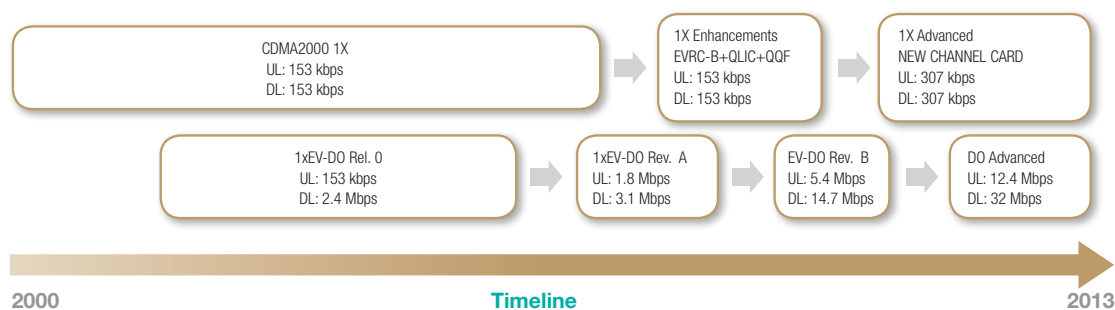 CDMA2000 1X
UL: 153 kbps
DL: 153 kbps
1X Enhancements
EVRC-B+QLIC+QQF
UL: 153 kbps
DL: 153 kbps
1X Advanced
NEW CHANNEL CARD
UL: 307 kbps
DL: 307 kbps
1xEV-DO Rel. 0
UL: 153 kbps
DL: 2.4 Mbps
1xEV-DO Rev. A
UL: 1.8 Mbps
DL: 3.1 Mbps
EV-DO Rev. B
UL: 5.4 Mbps
DL: 14.7 Mbps
DO Advanced
UL: 12.4 Mbps
DL: 32 Mbps
2000
Timeline
2013